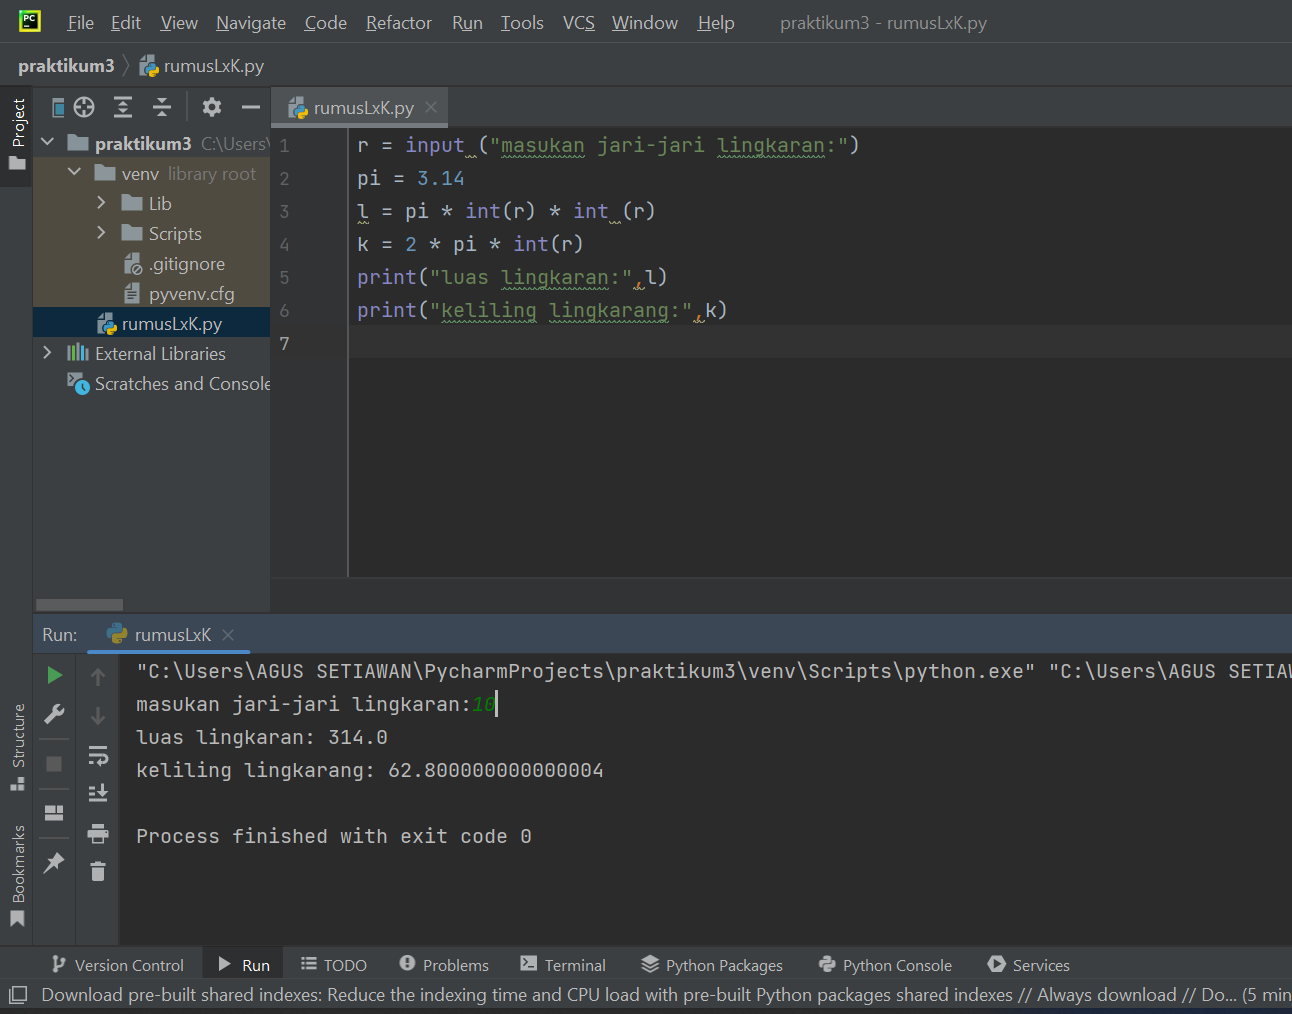 PC
File Edit View Navigate Code Refactor Run Tools VCS Window Help praktikum3 - rumusLxK.py
praktikum3 rumusLxK.py
Project
rumusLxK.py
praktikum3 C:\Users\
venv library root
Lib
Scripts
.gitignore
pyvenv.cfg
rumusLxK.py
External Libraries
Scratches and Console
1 r = input ("masukan jari-jari lingkaran:")
2 pi = 3.14
3 l = pi * int(r) * int (r)
4 k = 2 * pi * int(r)
5 print("luas lingkaran:",l)
6 print("keliling lingkarang:",k)
7
Run: rumusLxK
"C:\Users\AGUS SETIAWAN\PycharmProjects\praktikum3\venv\Scripts\python.exe" "C:\Users\AGUS SETIAW
masukan jari-jari lingkaran:10
luas lingkaran: 314.0
keliling lingkarang: 62.800000000000004
Process finished with exit code 0
Structure
Bookmarks
Version Control Run TODO Problems Terminal Python Packages Python Console Services
Download pre-built shared indexes: Reduce the indexing time and CPU load with pre-built Python packages shared indexes // Always download // Do... (5 min